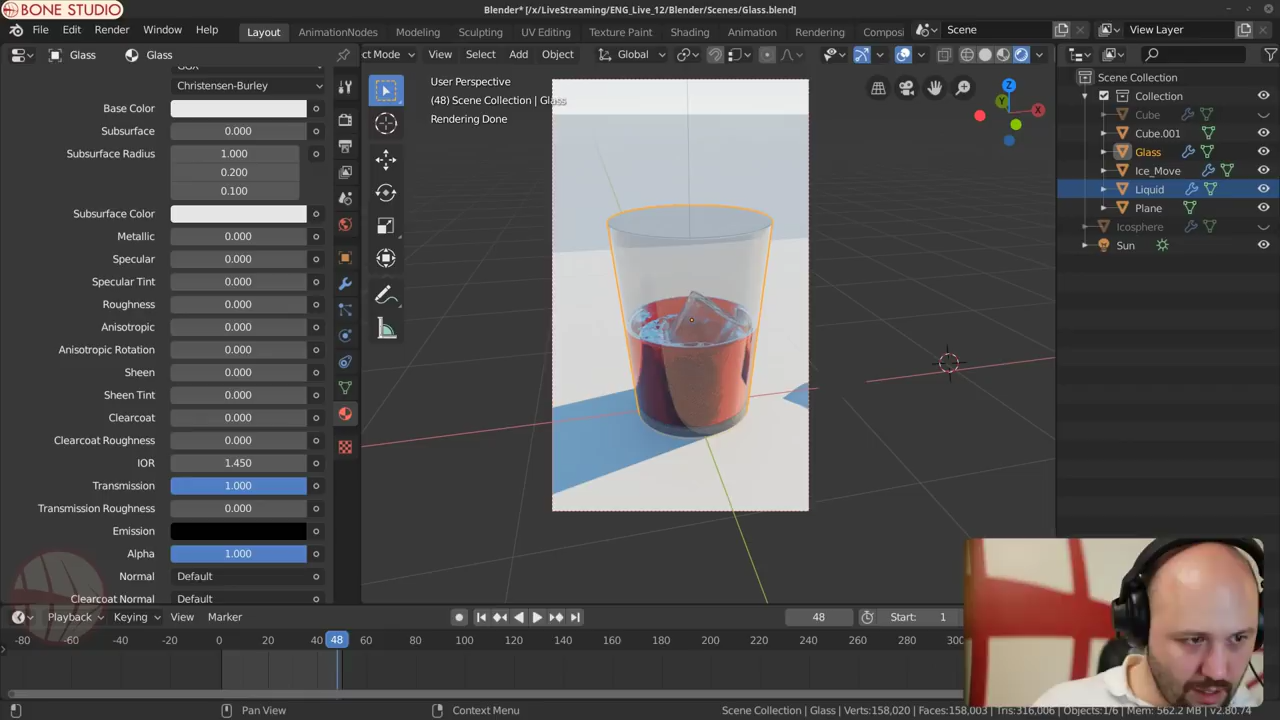 BONE STUDIO
Blender* [/x/LiveStreaming/ENG_Live_12/Blender/Scenes/Glass.blend]
File Edit Render Window Help Layout AnimationNodes Modeling Sculpting UV Editing Texture Paint Shading Animation Rendering Composi Scene View Layer
Glass Glass ct Mode View Select Add Object Global
Christensen-Burley
Base Color
Subsurface 0.000
Subsurface Radius 1.000
0.200
0.100
Subsurface Color
Metallic 0.000
Specular 0.000
Specular Tint 0.000
Roughness 0.000
Anisotropic 0.000
Anisotropic Rotation 0.000
Sheen 0.000
Sheen Tint 0.000
Clearcoat 0.000
Clearcoat Roughness 0.000
IOR 1.450
Transmission 1.000
Transmission Roughness 0.000
Emission
Alpha 1.000
Normal Default
Clearcoat Normal Default
User Perspective
(48) Scene Collection | Glass
Rendering Done
Z
Y
X
Scene Collection
Collection
Cube
Cube.001
Glass
Ice_Move
Liquid
Plane
Icosphere
Sun
Playback Keying View Marker 48 Start: 1
-80 -60 -40 -20 0 20 40 48 60 80 100 120 140 160 180 200 220 240 260 280 300
Pan View Context Menu Scene Collection | Glass | Verts:158,020 | Faces:158,003 | Tris:316,006 | Objects:1/6 | Mem: 562.2 MB | v2.80.74